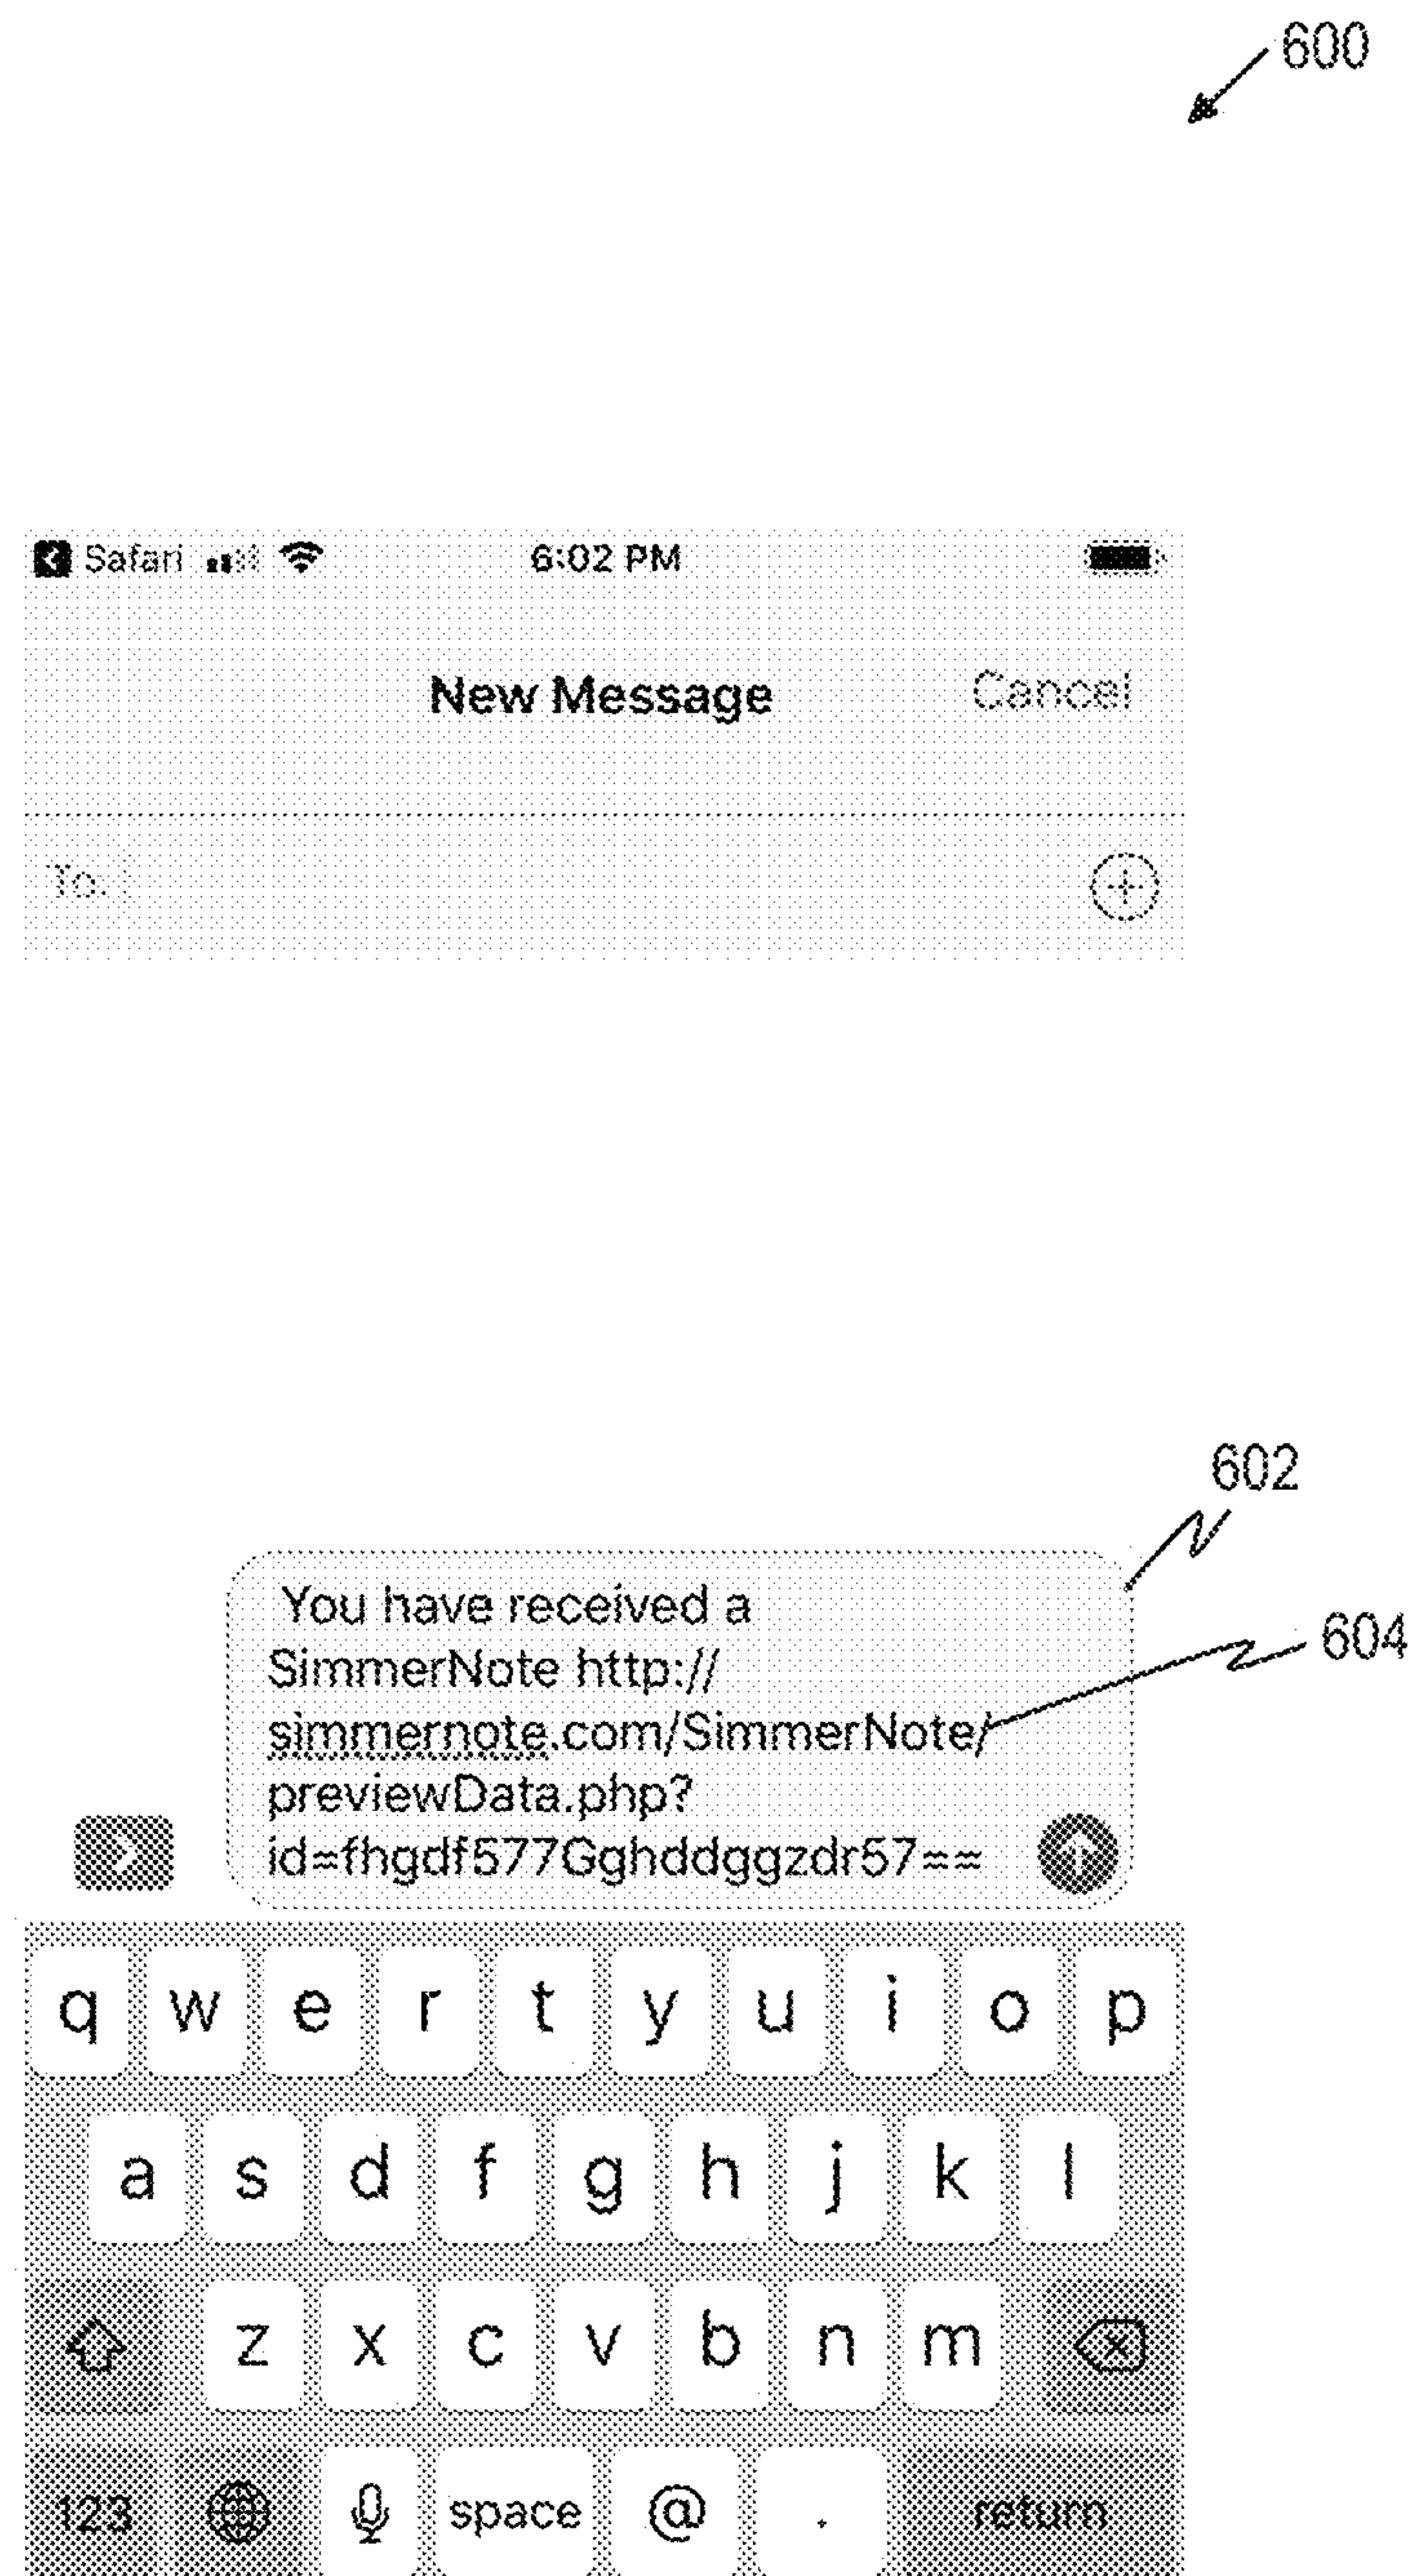 600
Safari 6:02 PM
New Message Cancel
To:
602
You have received a
SimmerNote http://
604
simmernote.com/SimmerNote/
previewData.php?
id=fhgdf577Gghddggzdr57==
q w e r t y u i o p
a s d f g h j k l
z x c v b n m
123 space @ . return